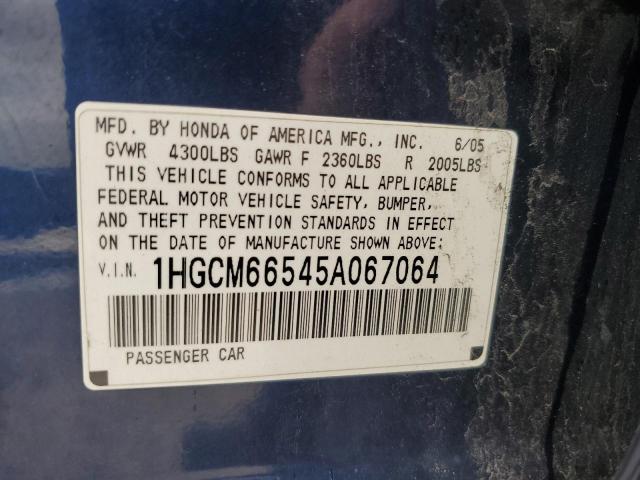 MFD. BY HONDA OF AMERICA MFG., INC. 6/05
GVWR 4300LBS GAWR F 2360LBS R 2005LBS
THIS VEHICLE CONFORMS TO ALL APPLICABLE
FEDERAL MOTOR VEHICLE SAFETY, BUMPER,
AND THEFT PREVENTION STANDARDS IN EFFECT
ON THE DATE OF MANUFACTURE SHOWN ABOVE:
V.I.N. 1HGCM66545A067064
PASSENGER CAR